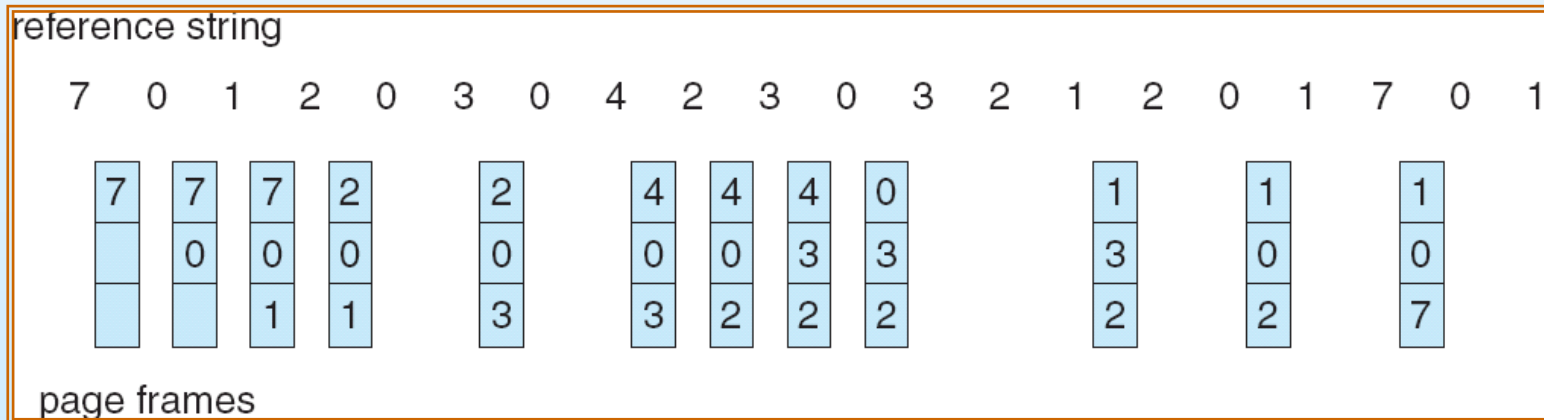 reference string
7 0 1 2 0 3 0 4 2 3 0 3 2 1 2 0 1 7 0 1
7 7 7 2 2 4 4 4 0 1 1 1
0 0 0 0 0 0 3 3 3 0 0
1 1 3 3 2 2 2 2 2 7
page frames